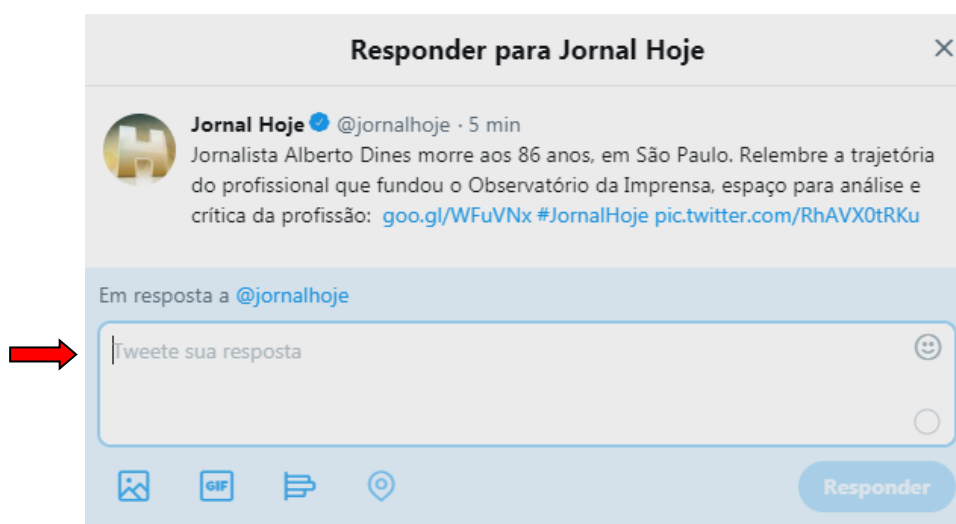 Responder para Jornal Hoje
Jornal Hoje @jornalhoje · 5 min
Jornalista Alberto Dines morre aos 86 anos, em São Paulo. Relembre a trajetória
do profissional que fundou o Observatório da Imprensa, espaço para análise e
crítica da profissão: goo.gl/WFuVNx #JornalHoje pic.twitter.com/RhAVX0tRKu
Em resposta a @jornalhoje
Tweete sua resposta
GIF
Responder